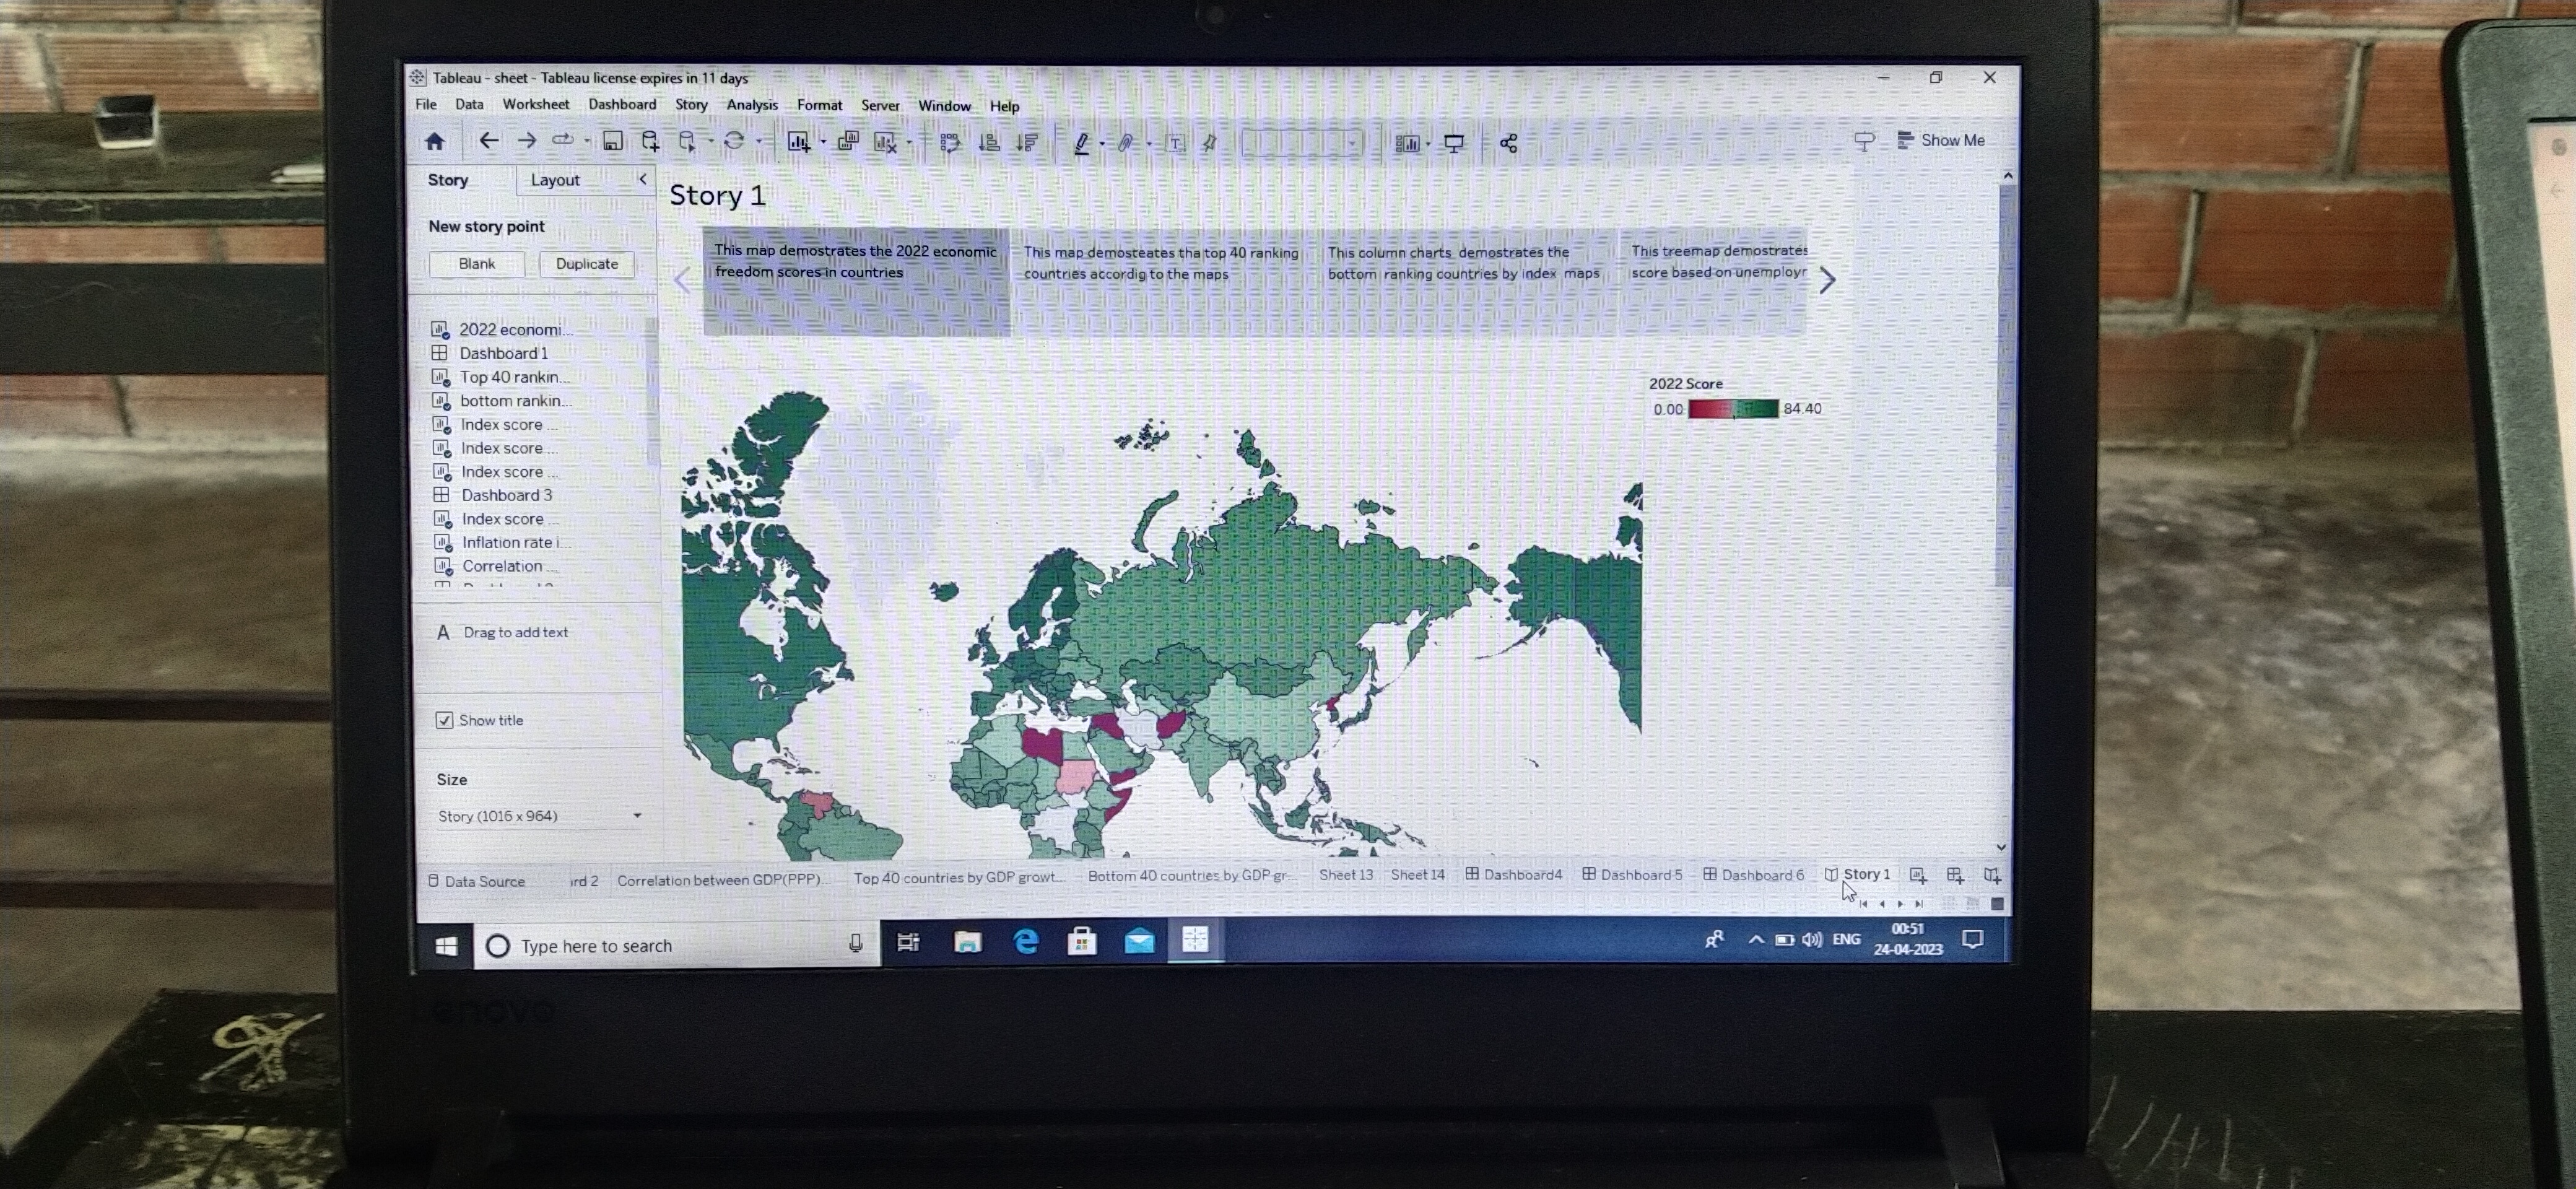 Tableau - sheet - Tableau license expires in 11 days
File Data Worksheet Dashboard Story Analysis Format Server Window Help
Show Me
Story Layout
New story point
Blank Duplicate
2022 economi...
Dashboard 1
Top 40 rankin...
bottom rankin...
Index score ...
Index score ...
Index score ...
Dashboard 3
Index score ...
Inflation rate i...
Correlation ...
A Drag to add text
Show title
Size
Story (1016 x 964)
Story 1
This map demostrates the 2022 economic
freedom scores in countries
This map demosteates tha top 40 ranking
countries accordig to the maps
This column charts demostrates the
bottom ranking countries by index maps
This treemap demostrates
score based on unemployr
2022 Score
0.00 84.40
Data Source ird 2 Correlation between GDP(PPP)... Top 40 countries by GDP growt... Bottom 40 countries by GDP gr... Sheet 13 Sheet 14 Dashboard4 Dashboard 5 Dashboard 6 Story 1
Type here to search
ENG
00:51
24-04-2023
Lenovo